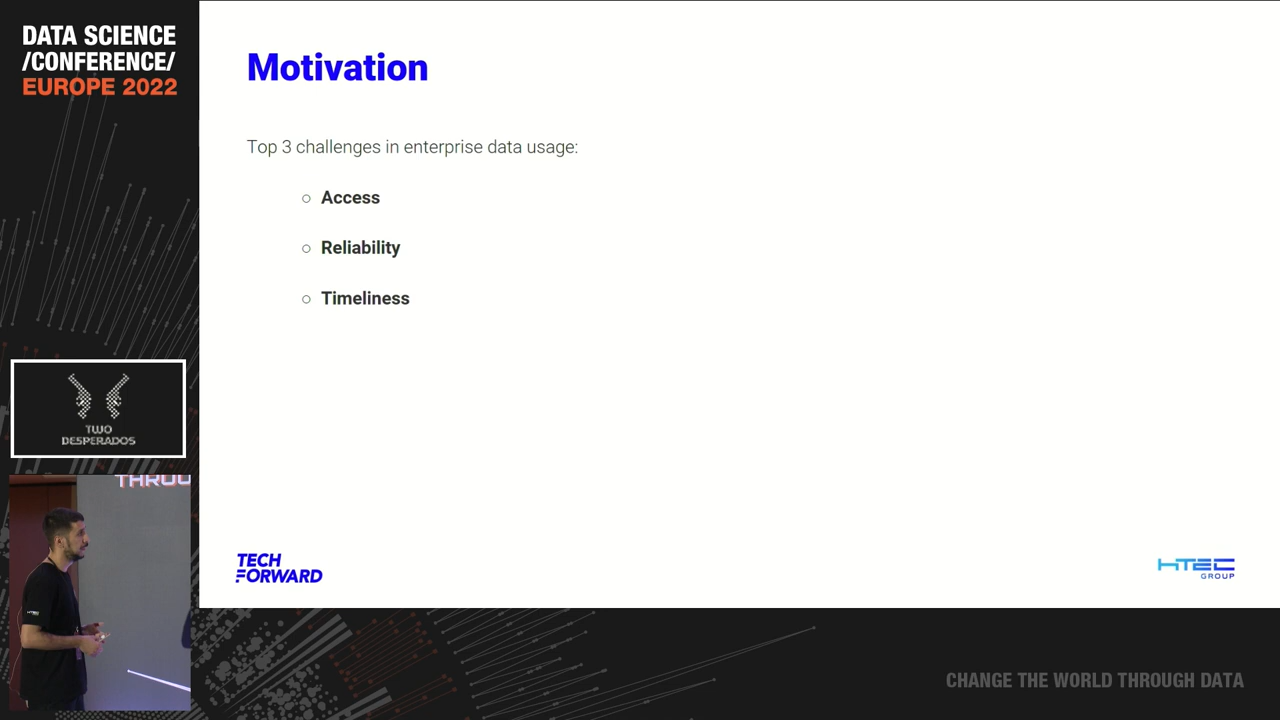 DATA SCIENCE
/CONFERENCE/
EUROPE 2022
Motivation
Top 3 challenges in enterprise data usage:
Access
Reliability
Timeliness
TWO
DESPERADOS
TECH
FORWARD
HTEC
GROUP
CHANGE THE WORLD THROUGH DATA